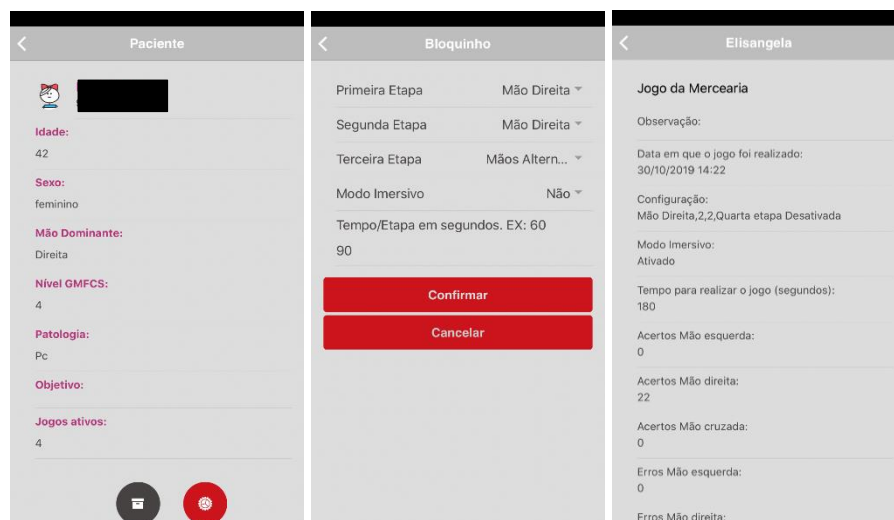 Paciente
Idade:
42
Sexo:
feminino
Mão Dominante:
Direita
Nível GMFCS:
4
Patologia:
Pc
Objetivo:
Jogos ativos:
4
Bloquinho
Primeira Etapa Mão Direita
Segunda Etapa Mão Direita
Terceira Etapa Mãos Altern...
Modo Imersivo Não
Tempo/Etapa em segundos. EX: 60
90
Confirmar
Cancelar
Elisangela
Jogo da Mercearia
Observação:
Data em que o jogo foi realizado:
30/10/2019 14:22
Configuração:
Mão Direita,2,2,Quarta etapa Desativada
Modo Imersivo:
Ativado
Tempo para realizar o jogo (segundos):
180
Acertos Mão esquerda:
0
Acertos Mão direita:
22
Acertos Mão cruzada:
0
Erros Mão esquerda:
0
Erros Mão direita: